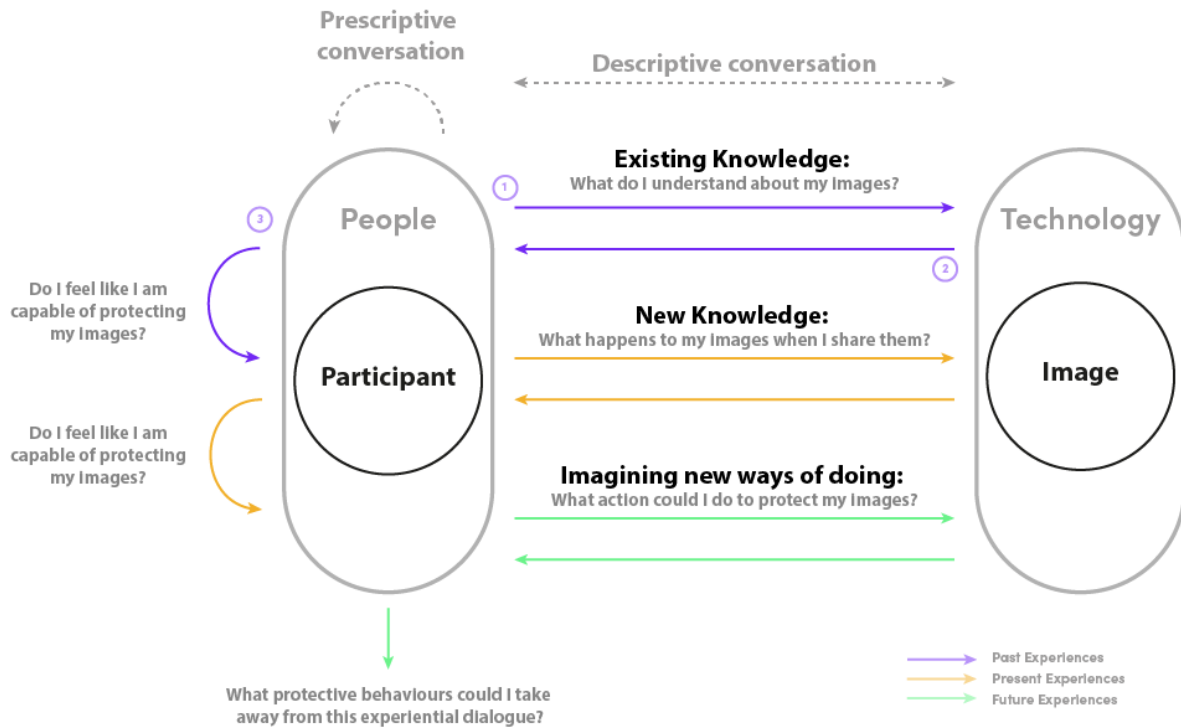 Prescriptive
conversation
Descriptive conversation
Existing Knowledge:
What do I understand about my images?
1
3
People
Technology
2
Do I feel like I am
capable of protecting
my images?
New Knowledge:
What happens to my images when I share them?
Participant
Image
Do I feel like I am
capable of protecting
my images?
Imagining new ways of doing:
What action could I do to protect my images?
What protective behaviours could I take
away from this experiential dialogue?
Past Experiences
Present Experiences
Future Experiences